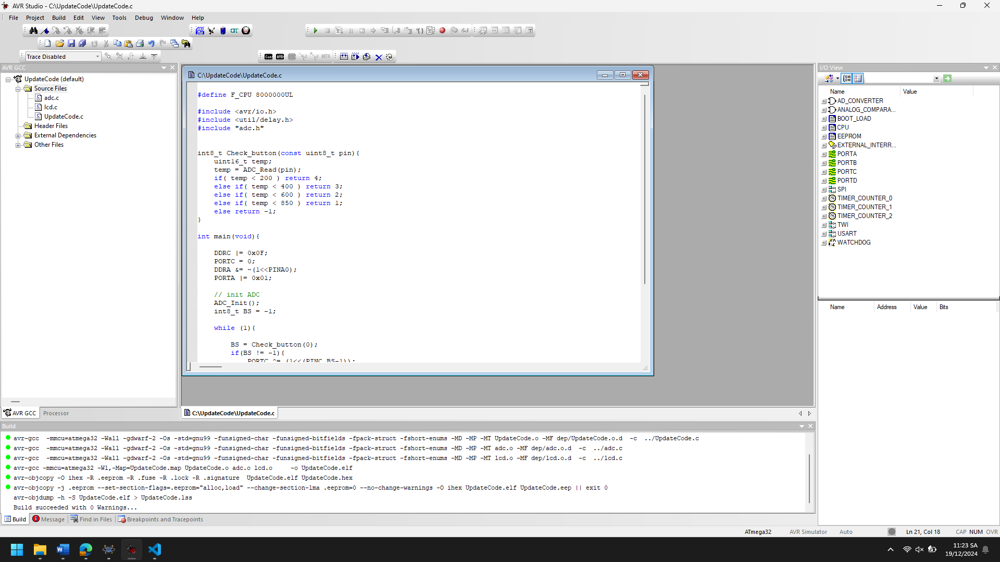 AVR Studio - C:\UpdateCode\UpdateCode.c
File Project Build Edit View Tools Debug Window Help
Trace Disabled
Con AVR AUTO
AVR GCC
UpdateCode (default)
Source Files
adc.c
lcd.c
UpdateCode.c
Header Files
External Dependencies
Other Files
AVR GCC Processor
C:\UpdateCode\UpdateCode.c
#define F_CPU 8000000UL
#include <avr/io.h>
#include <util/delay.h>
#include "adc.h"
int8_t Check_button(const uint8_t pin){
uint16_t temp;
temp = ADC_Read(pin);
if( temp < 200 ) return 4;
else if( temp < 400 ) return 3;
else if( temp < 600 ) return 2;
else if( temp < 850 ) return 1;
else return -1;
}
int main(void){
DDRC |= 0x0F;
PORTC = 0;
DDRA &= ~(1<<PINA0);
PORTA |= 0x01;
// init ADC
ADC_Init();
int8_t BS = -1;
while (1){
BS = Check_button(0);
if(BS != -1){
PORTC ^= (1<<(PINC BS-1));
C:\UpdateCode\UpdateCode.c
I/O View
Name Value
AD_CONVERTER
ANALOG_COMPARA...
BOOT_LOAD
CPU
EEPROM
EXTERNAL_INTERR...
PORTA
PORTB
PORTC
PORTD
SPI
TIMER_COUNTER_0
TIMER_COUNTER_1
TIMER_COUNTER_2
TWI
USART
WATCHDOG
Name Address Value Bits
Build
avr-gcc -mmcu=atmega32 -Wall -gdwarf-2 -Os -std=gnu99 -funsigned-char -funsigned-bitfields -fpack-struct -fshort-enums -MD -MP -MT UpdateCode.o -MF dep/UpdateCode.o.d -c ../UpdateCode.c
avr-gcc -mmcu=atmega32 -Wall -gdwarf-2 -Os -std=gnu99 -funsigned-char -funsigned-bitfields -fpack-struct -fshort-enums -MD -MP -MT adc.o -MF dep/adc.o.d -c ../adc.c
avr-gcc -mmcu=atmega32 -Wall -gdwarf-2 -Os -std=gnu99 -funsigned-char -funsigned-bitfields -fpack-struct -fshort-enums -MD -MP -MT lcd.o -MF dep/lcd.o.d -c ../lcd.c
avr-gcc -mmcu=atmega32 -Wl,-Map=UpdateCode.map UpdateCode.o adc.o lcd.o -o UpdateCode.elf
avr-objcopy -O ihex -R .eeprom -R .fuse -R .lock -R .signature UpdateCode.elf UpdateCode.hex
avr-objcopy -j .eeprom --set-section-flags=.eeprom="alloc,load" --change-section-lma .eeprom=0 --no-change-warnings -O ihex UpdateCode.elf UpdateCode.eep || exit 0
avr-objdump -h -S UpdateCode.elf > UpdateCode.lss
Build succeeded with 0 Warnings...
Build Message Find in Files Breakpoints and Tracepoints
ATmega32 AVR Simulator Auto Ln 21, Col 18 CAP NUM OVR
11:23 SA
19/12/2024